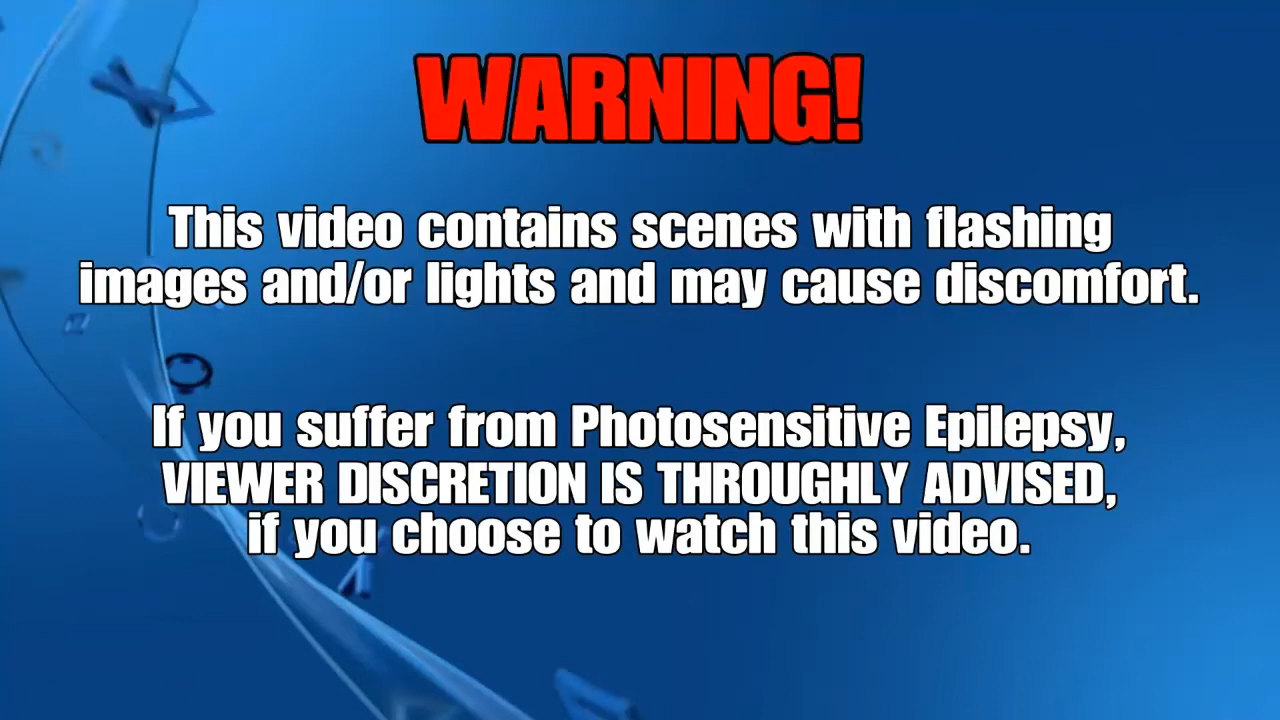 WARNING!
This video contains scenes with flashing
images and/or lights and may cause discomfort.
If you suffer from Photosensitive Epilepsy,
VIEWER DISCRETION IS THROUGHLY ADVISED,
if you choose to watch this video.